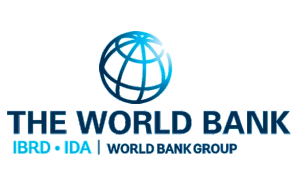 THE WORLD BANK
IBRD • IDA | WORLD BANK GROUP